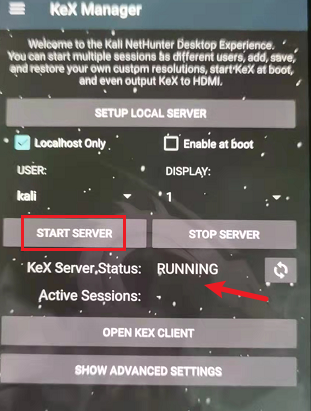 KeX Manager
Welcome to the Kali NetHunter Desktop Experience.
You can start multiple sessions as different users, add, save,
and restore your own custom resolutions, start KeX at boot,
and even output KeX to HDMI.
SETUP LOCAL SERVER
Localhost Only
Enable at boot
USER:
DISPLAY:
kali
1
START SERVER
STOP SERVER
KeX Server Status: RUNNING
Active Sessions: -
OPEN KEX CLIENT
SHOW ADVANCED SETTINGS